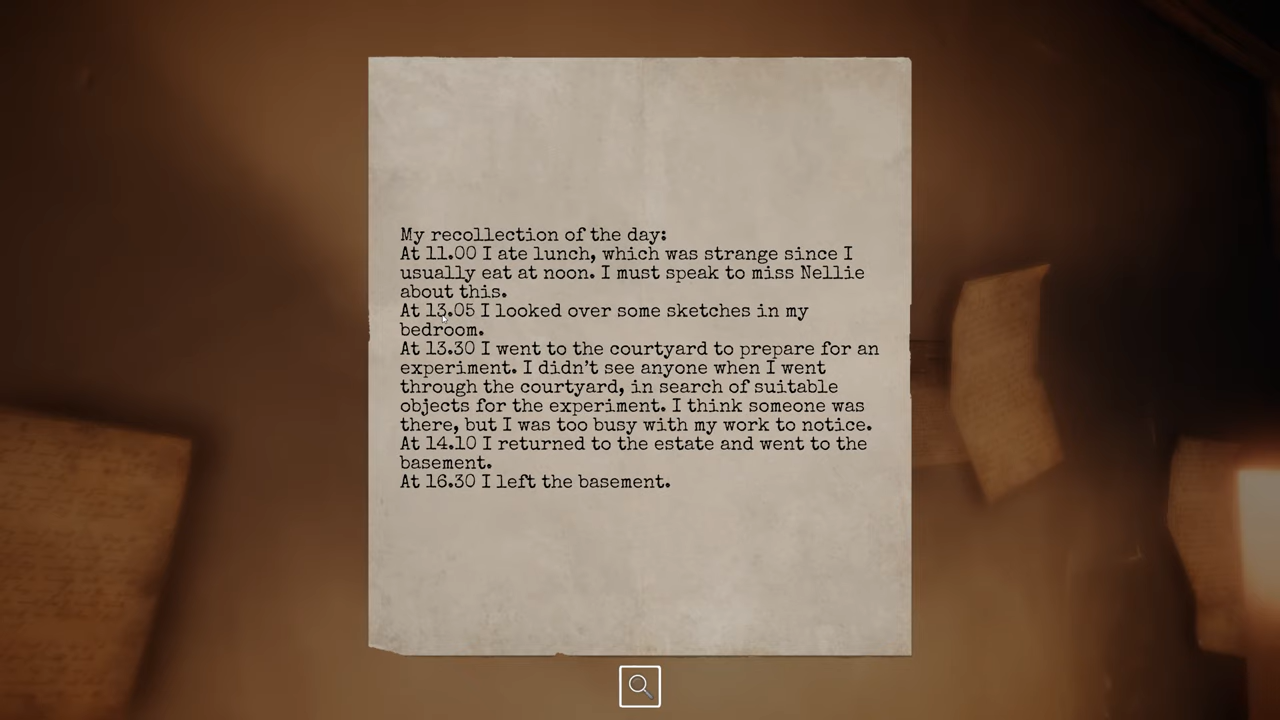 My recollection of the day:
At 11.00 I ate lunch, which was strange since I
usually eat at noon. I must speak to miss Nellie
about this.
At 13.05 I looked over some sketches in my
bedroom.
At 13.30 I went to the courtyard to prepare for an
experiment. I didn't see anyone when I went
through the courtyard, in search of suitable
objects for the experiment. I think someone was
there, but I was too busy with my work to notice.
At 14.10 I returned to the estate and went to the
basement.
At 16.30 I left the basement.